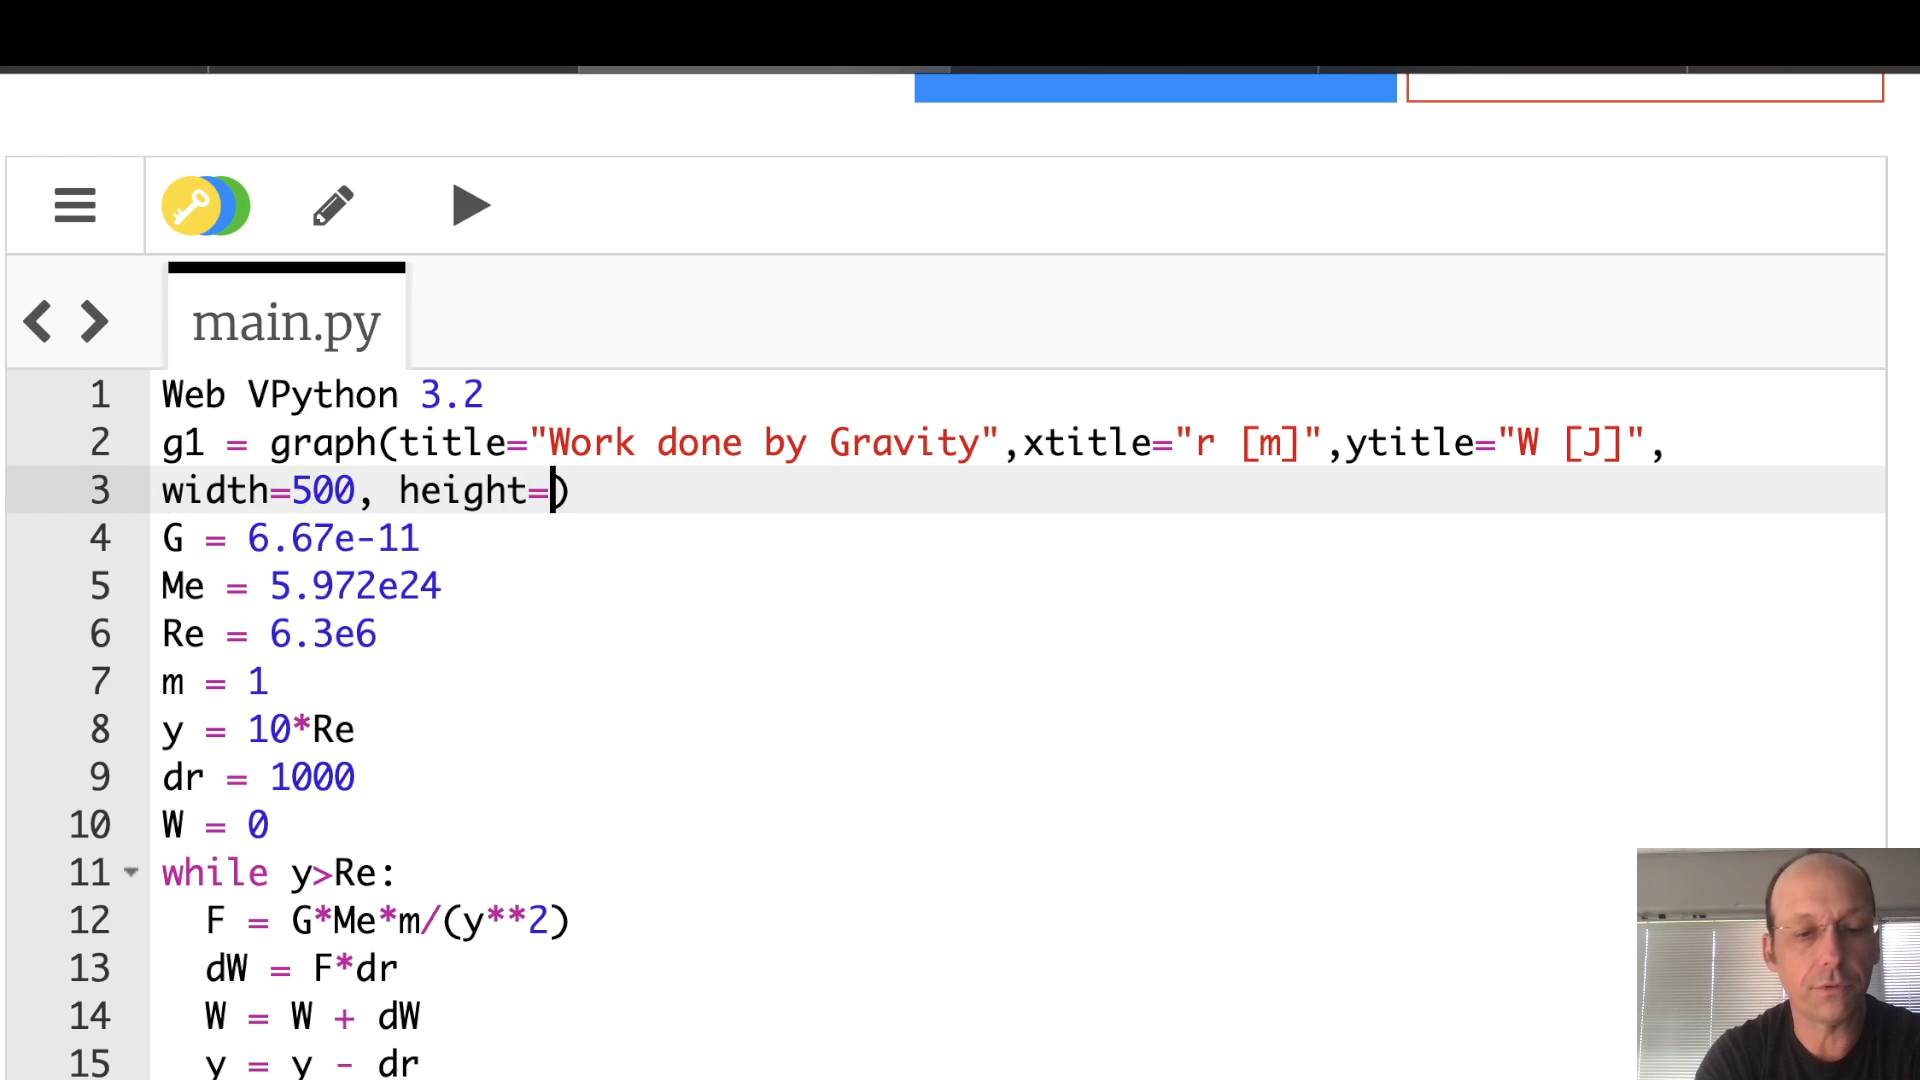 main.py
1 Web VPython 3.2
2 g1 = graph(title="Work done by Gravity",xtitle="r [m]",ytitle="W [J]",
3 width=500, height=)
4 G = 6.67e-11
5 Me = 5.972e24
6 Re = 6.3e6
7 m = 1
8 y = 10*Re
9 dr = 1000
10 W = 0
11 while y>Re:
12 F = G*Me*m/(y**2)
13 dW = F*dr
14 W = W + dW
15 y = y - dr